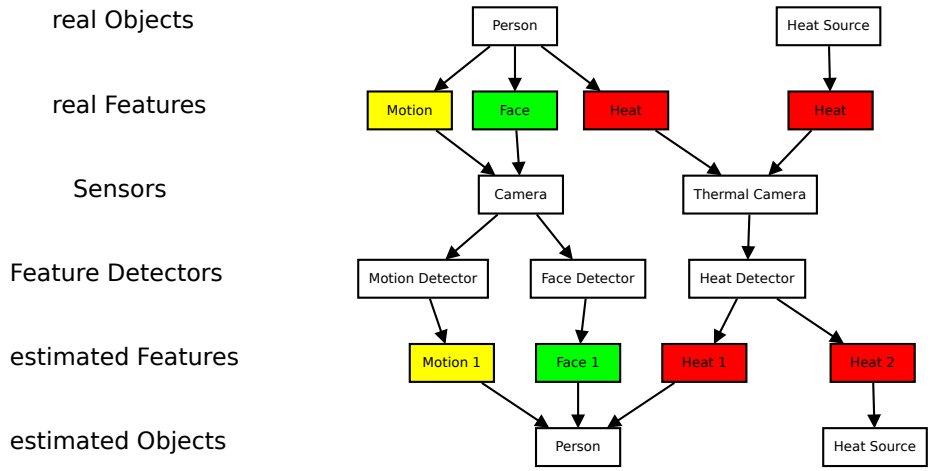 real Objects
Person
Heat Source
real Features
Motion
Face
Heat
Heat
Sensors
Camera
Thermal Camera
Feature Detectors
Motion Detector
Face Detector
Heat Detector
estimated Features
Motion 1
Face 1
Heat 1
Heat 2
estimated Objects
Person
Heat Source